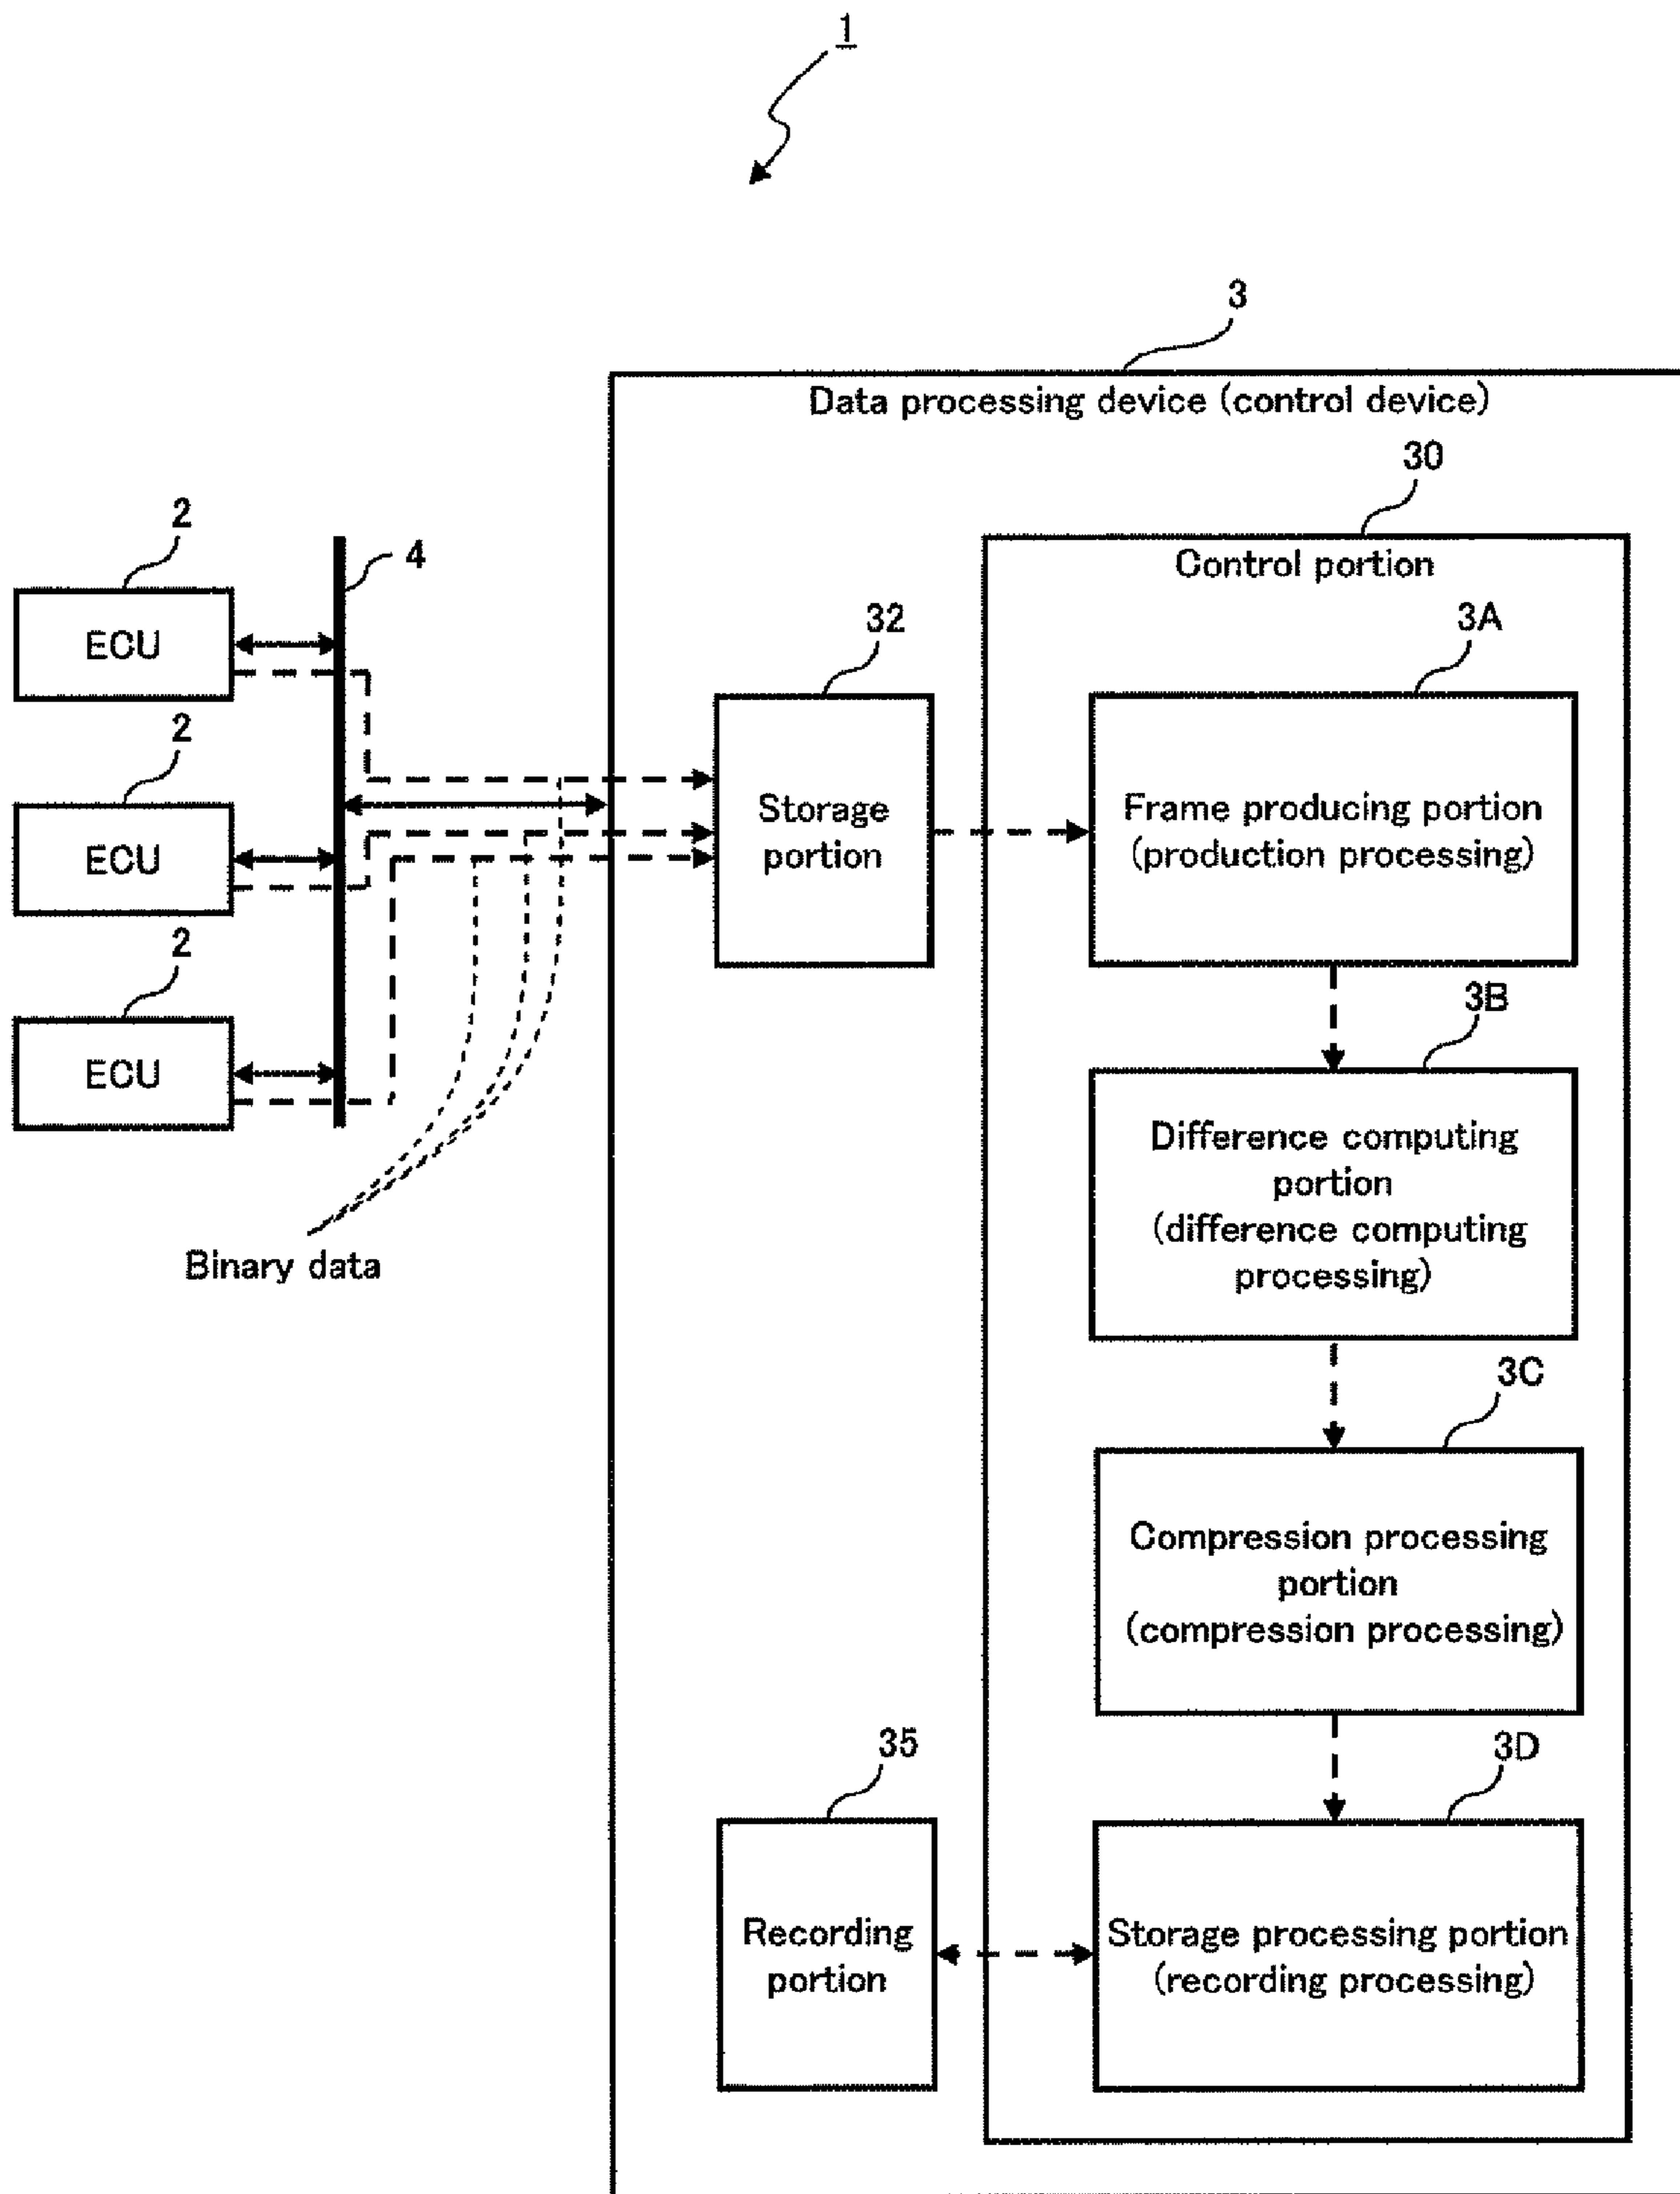 1
3
Data processing device (control device)
30
Control portion
2
4
ECU
32
3A
2
Storage
portion
Frame producing portion
(production processing)
ECU
2
3B
ECU
Difference computing
portion
(difference computing
processing)
Binary data
3C
Compression processing
portion
(compression processing)
35
3D
Recording
portion
Storage processing portion
(recording processing)